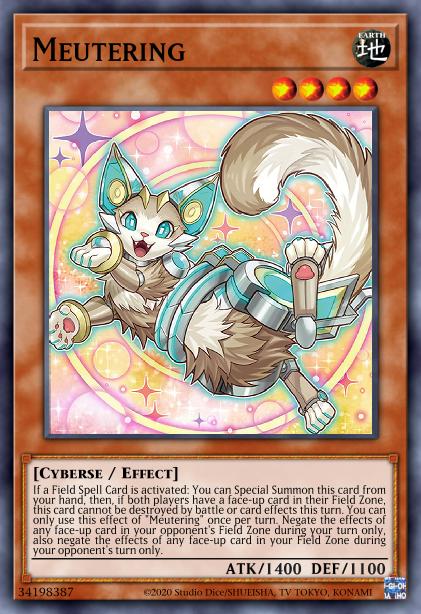 MEUTERING
EARTH
地
[CYBERSE / EFFECT]
If a Field Spell Card is activated: You can Special Summon this card from
your hand, then, if both players have a face-up card in their Field Zone,
this card cannot be destroyed by battle or card effects this turn. You can
only use this effect of "Meutering" once per turn. Negate the effects of
any face-up card in your opponent's Field Zone during your turn only,
also negate the effects of any face-up card in your Field Zone during
your opponent's turn only.
ATK/1400 DEF/1100
34198387
©2020 Studio Dice/SHUEISHA, TV TOKYO, KONAMI